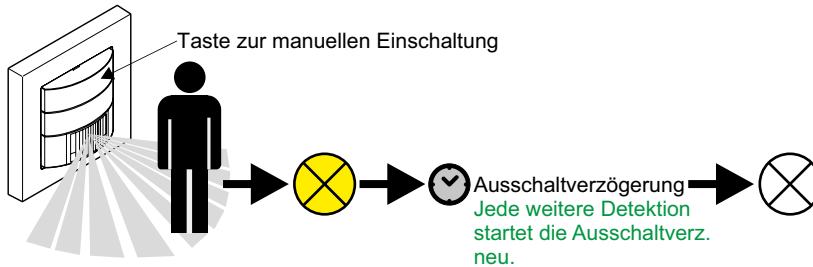 Taste zur manuellen Einschaltung
Ausschaltverzögerung
Jede weitere Detektion
startet die Ausschaltverz.
neu.